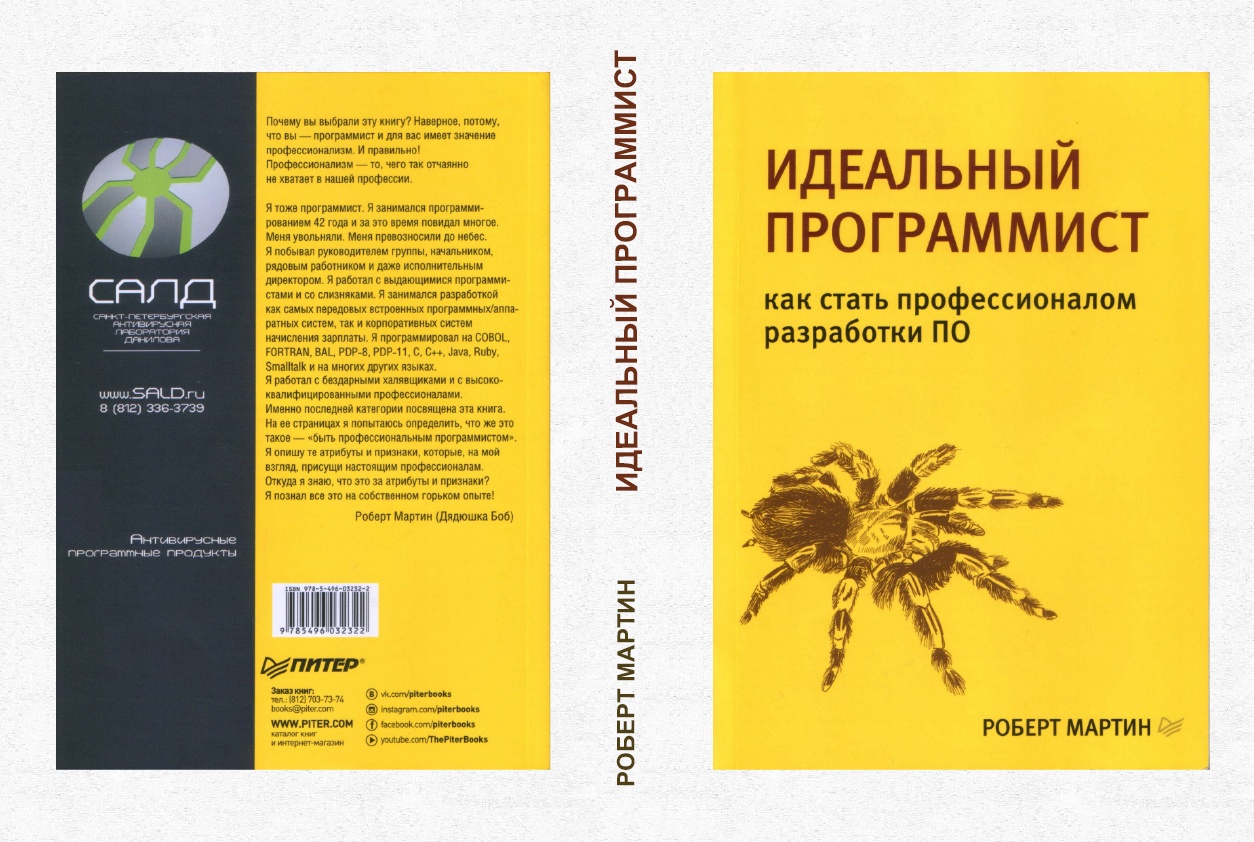 САЛД
САНКТ-ПЕТЕРБУРГСКАЯ
АНТИВИРУСНАЯ
ЛАБОРАТОРИЯ
ДАНИЛОВА
www.SALD.ru
8 (812) 336-3739
Антивирусные
программные продукты
Почему вы выбрали эту книгу? Наверное, потому,
что вы — программист и для вас имеет значение
профессионализм. И правильно!
Профессионализм — то, чего так отчаянно
не хватает в нашей профессии.
Я тоже программист. Я занимался программи-
рованием 42 года и за это время повидал многое.
Меня увольняли. Меня превозносили до небес.
Я побывал руководителем группы, начальником,
рядовым работником и даже исполнительным
директором. Я работал с выдающимися программи-
стами и со слизняками. Я занимался разработкой
как самых передовых встроенных программных/аппа-
ратных систем, так и корпоративных систем
начисления зарплаты. Я программировал на COBOL,
FORTRAN, BAL, PDP-8, PDP-11, C, C++, Java, Ruby,
Smalltalk и на многих других языках.
Я работал с бездарными халявщиками и с высоко-
квалифицированными профессионалами.
Именно последней категории посвящена эта книга.
На ее страницах я попытаюсь определить, что же это
такое — «быть профессиональным программистом».
Я опишу те атрибуты и признаки, которые, на мой
взгляд, присущи настоящим профессионалам.
Откуда я знаю, что это за атрибуты и признаки?
Я познал все это на собственном горьком опыте!
Роберт Мартин (Дядюшка Боб)
ISBN 978-5-496-03232-2
9 785496 032322
ПИТЕР®
Заказ книг:
тел.: (812) 703-73-74
books@piter.com
WWW.PITER.COM
каталог книг
и интернет-магазин
vk.com/piterbooks
instagram.com/piterbooks
facebook.com/piterbooks
youtube.com/ThePiterBooks
ИДЕАЛЬНЫЙ ПРОГРАММИСТ
РОБЕРТ МАРТИН
ИДЕАЛЬНЫЙ
ПРОГРАММИСТ
как стать профессионалом
разработки ПО
РОБЕРТ МАРТИН